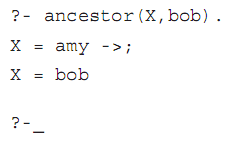 ?- ancestor(X,bob).
X = amy ->;
X = bob
?-_